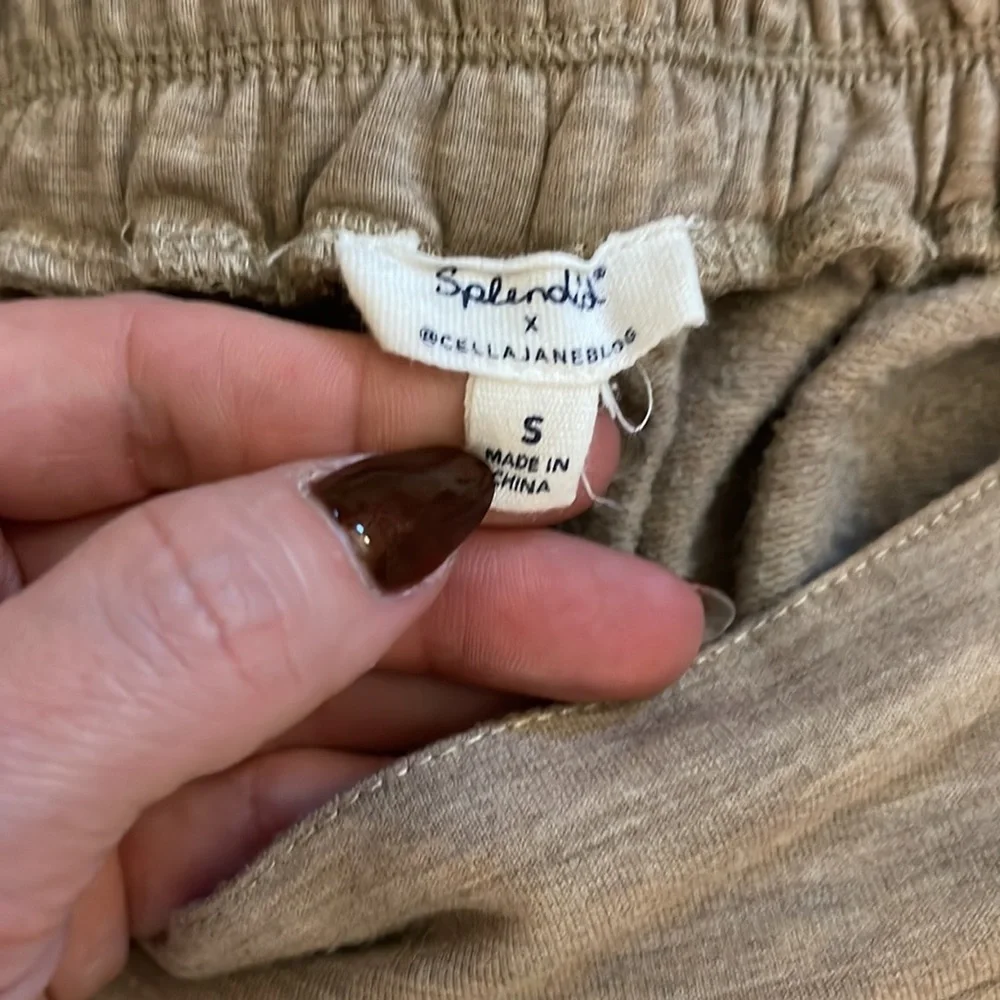 Splendid®
X
@CELLAJANEBLOG
S
MADE IN
CHINA